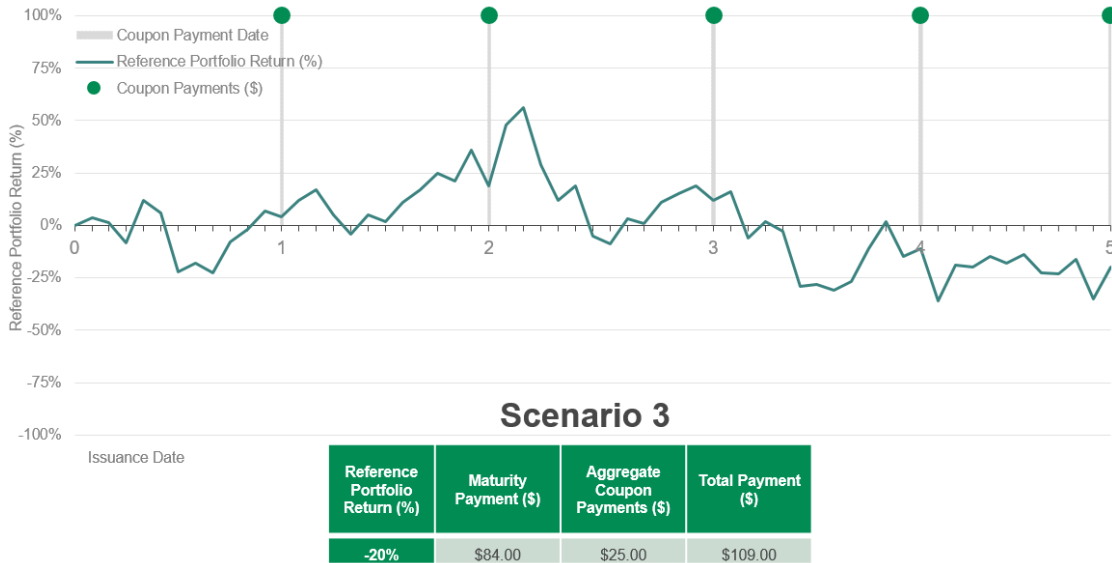 100%
Coupon Payment Date
75%
Reference Portfolio Return (%)
Coupon Payments ($)
50%
25%
0%
0 1 2 3 4 5
-25%
-50%
-75%
-100%
Reference Portfolio Return (%)
Scenario 3
Issuance Date
Reference Portfolio Return (%) Maturity Payment ($) Aggregate Coupon Payments ($) Total Payment ($)
-20% $84.00 $25.00 $109.00